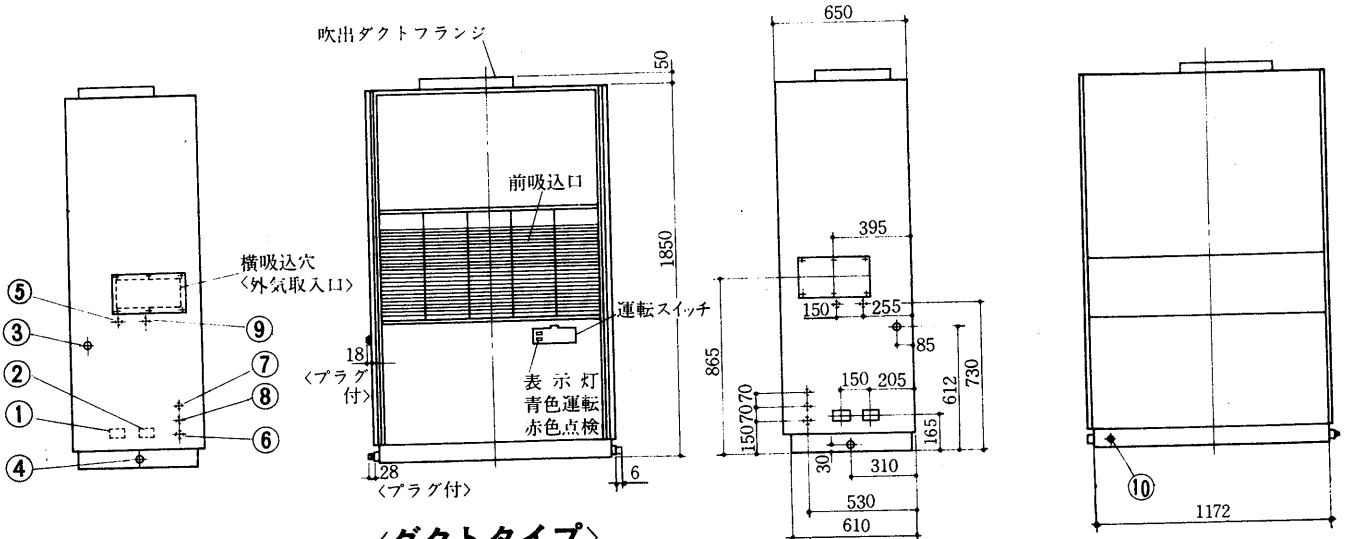 吹出ダクトフランジ
50
前吸込口
1850
運転スイッチ
表示灯
青色運転
赤色点検
18
〈プラグ
付〉
28
〈プラグ付〉
6
横吸込穴
〈外気取入口〉
⑤
③
②
①
④
⑨
⑦
⑧
⑥
650
395
150
255
85
865
612
730
150
205
70
70
150
165
30
310
530
610
⑩
1172
〈ダクトタイプ〉